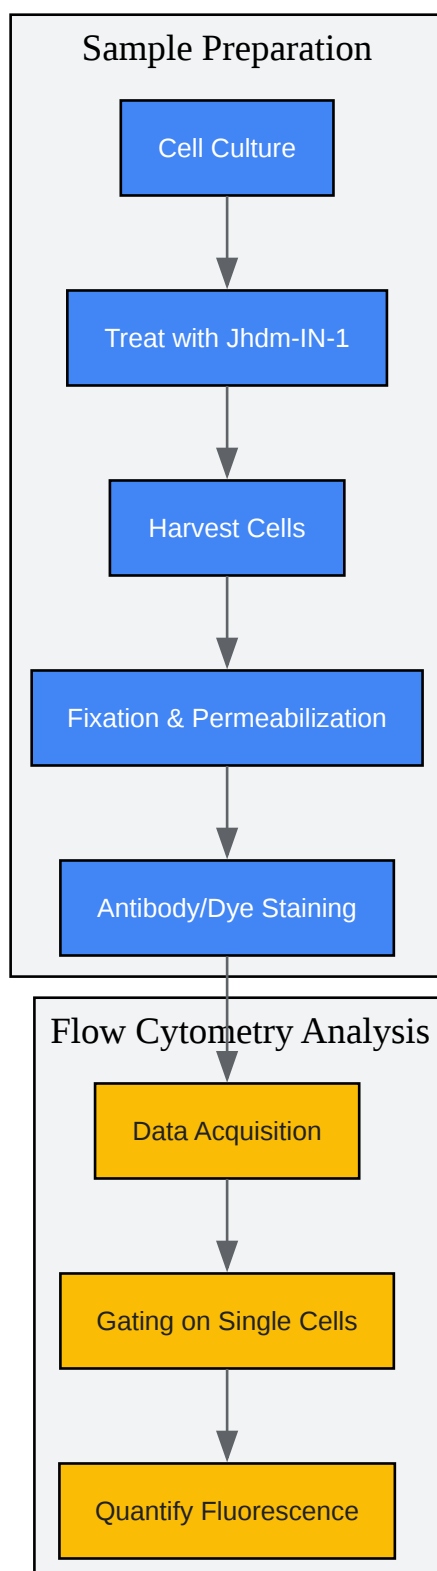 Sample Preparation
Cell Culture
Treat with Jhdm-IN-1
Harvest Cells
Fixation & Permeabilization
Antibody/Dye Staining
Flow Cytometry Analysis
Data Acquisition
Gating on Single Cells
Quantify Fluorescence